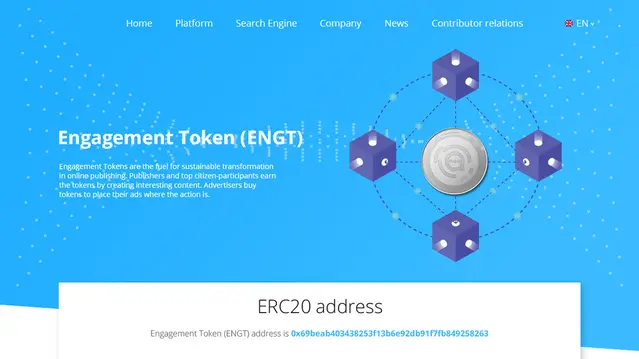 Home Platform Search Engine Company News Contributor relations EN
Engagement Token (ENGT)
Engagement Tokens are the fuel for sustainable transformation
in online publishing. Publishers and top citizen-participants earn
the tokens by creating interesting content. Advertisers buy
tokens to place their ads where the action is.
ERC20 address
Engagement Token (ENGT) address is 0x69beab403438253f13b6e92db91f7fb849258263